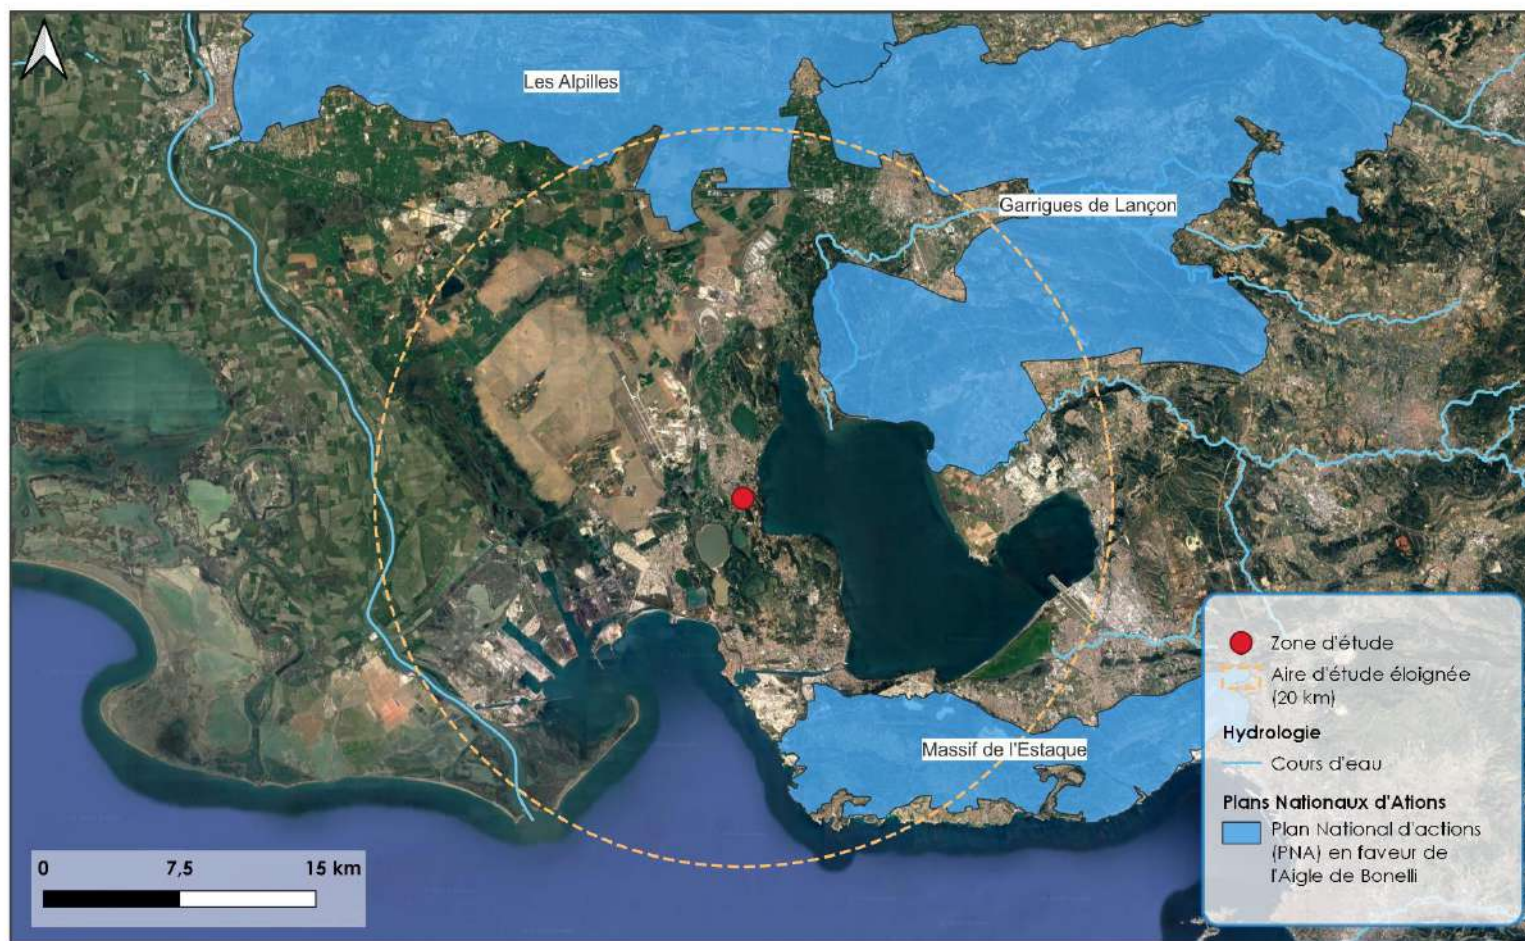 Les Alpilles
Garrigues de Lançon
Massif de l'Estaque
0 7,5 15 km
Zone d'étude
Aire d'étude éloignée
(20 km)
Hydrologie
Cours d'eau
Plans Nationaux d'Ations
Plan National d'actions
(PNA) en faveur de
l'Aigle de Bonelli